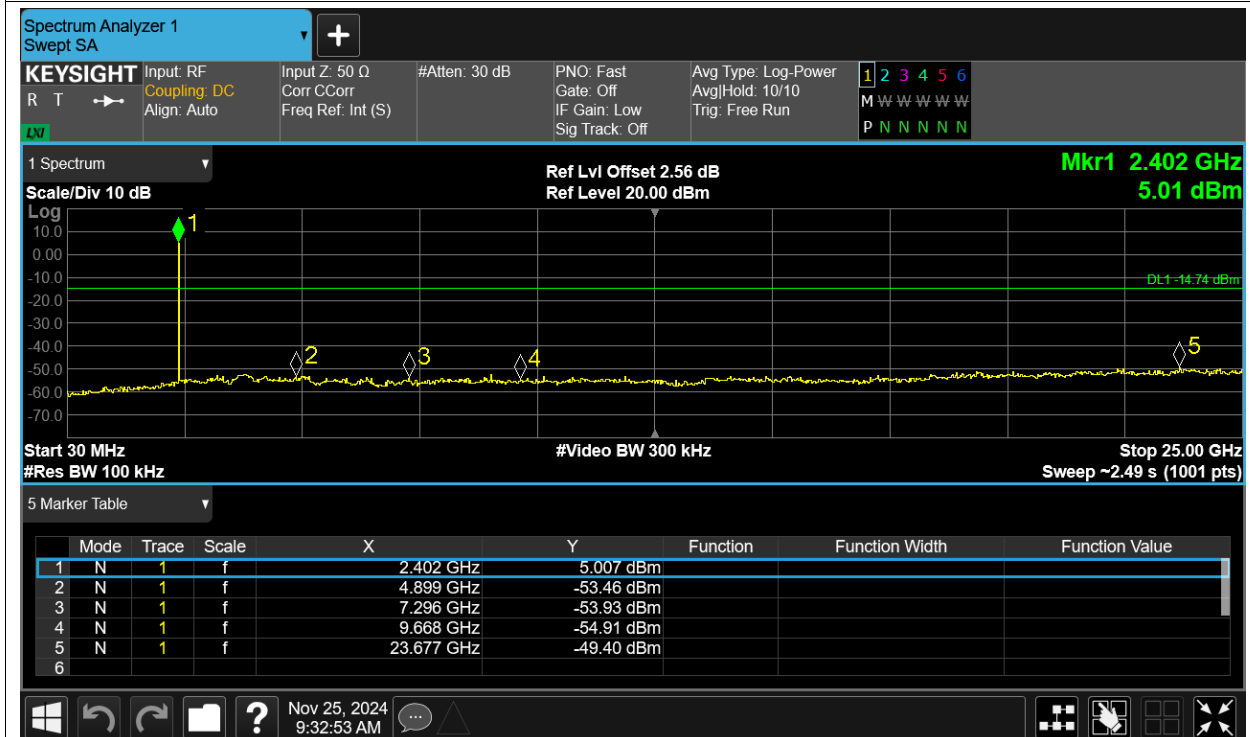 Spectrum Analyzer 1
Swept SA
+
KEYSIGHT Input: RF Input Z: 50 Ω #Atten: 30 dB PNO: Fast Avg Type: Log-Power 1 2 3 4 5 6
R T Coupling: DC Corr CCorr Gate: Off Avg|Hold: 10/10 M W W W W W W
Align: Auto Freq Ref: Int (S) IF Gain: Low Trig: Free Run
LXI Sig Track: Off P N N N N N N
1 Spectrum Ref Lvl Offset 2.56 dB Mkr1 2.402 GHz
Scale/Div 10 dB Ref Level 20.00 dBm 5.01 dBm
Log
1
10.0
0.00
-10.0
DL1 -14.74 dBm
-20.0
-30.0
-40.0
2 3 4 5
-50.0
-60.0
-70.0
Start 30 MHz #Video BW 300 kHz Stop 25.00 GHz
#Res BW 100 kHz Sweep ~2.49 s (1001 pts)
5 Marker Table
Mode Trace Scale X Y Function Function Width Function Value
1 N 1 f 2.402 GHz 5.007 dBm
2 N 1 f 4.899 GHz -53.46 dBm
3 N 1 f 7.296 GHz -53.93 dBm
4 N 1 f 9.668 GHz -54.91 dBm
5 N 1 f 23.677 GHz -49.40 dBm
6
? Nov 25, 2024
9:32:53 AM